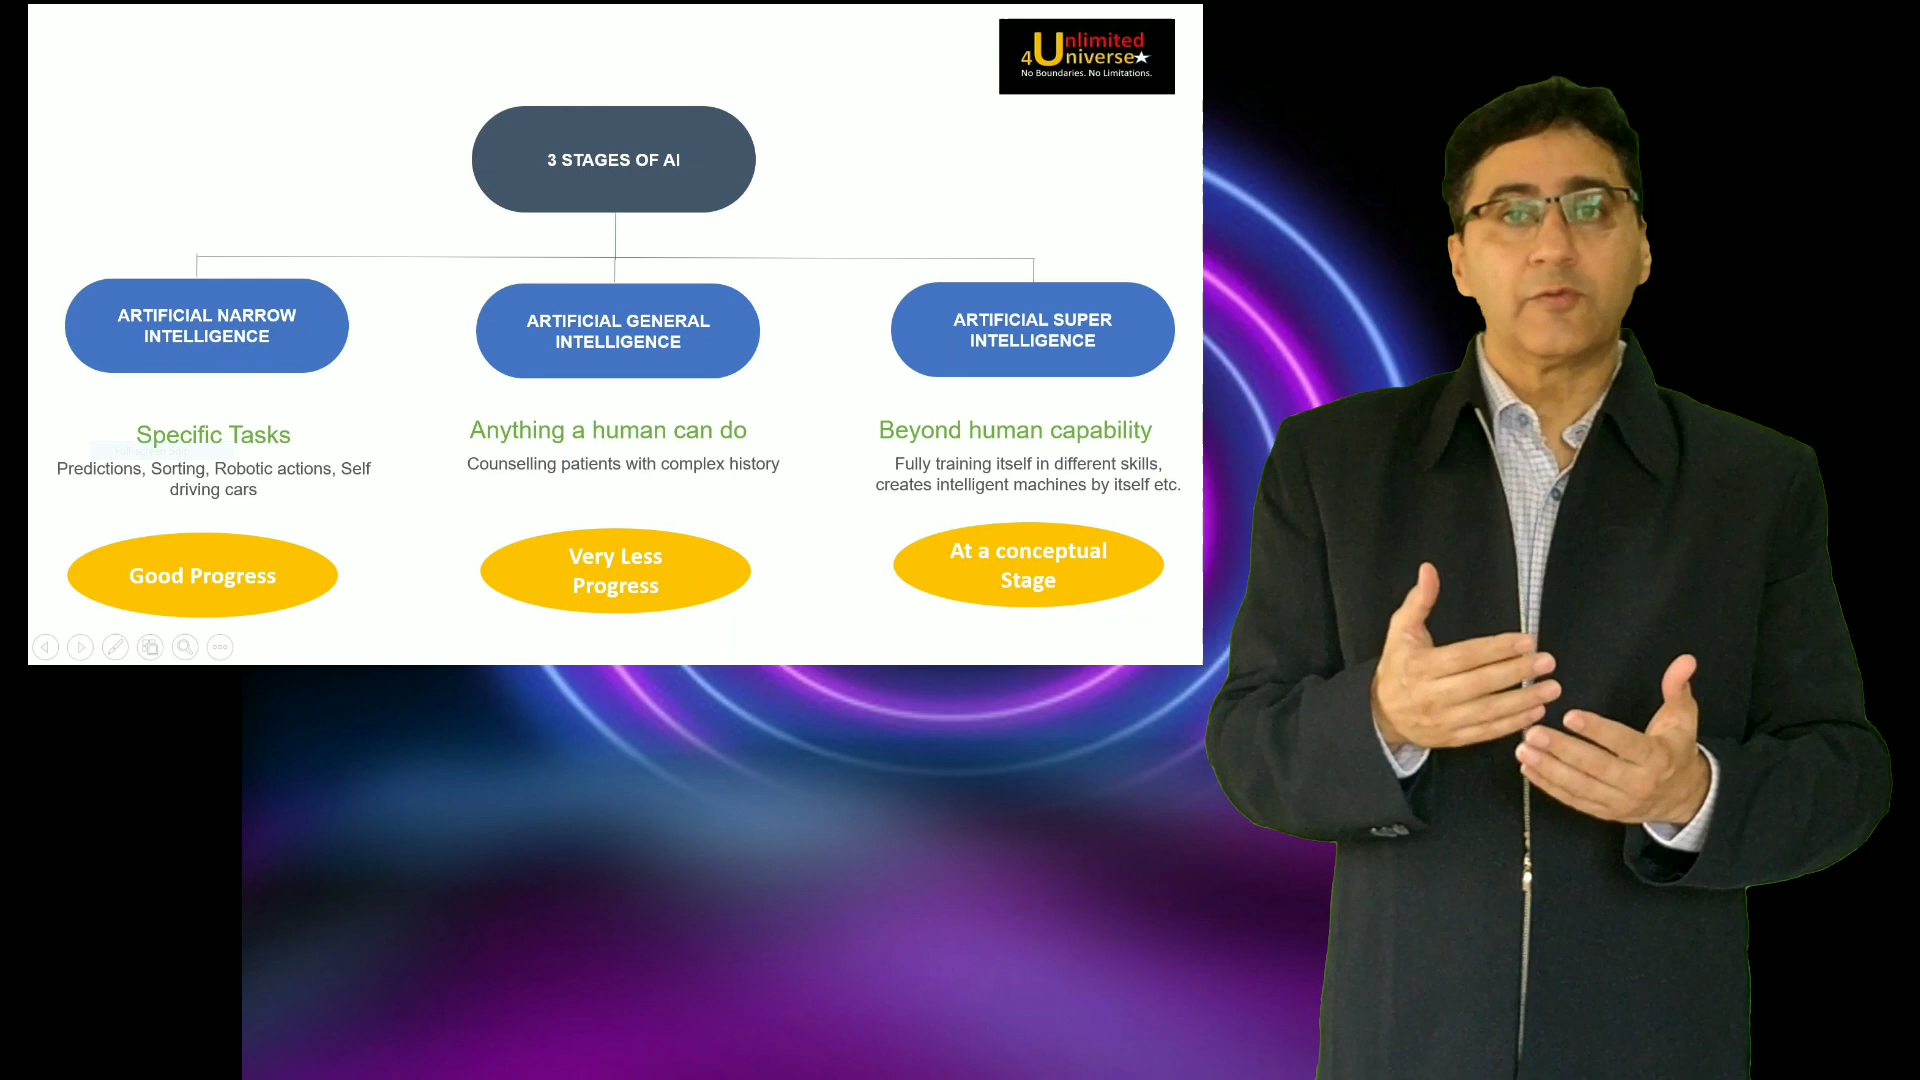 Unlimited
4Universe
No Boundaries. No Limitations.
3 STAGES OF AI
ARTIFICIAL NARROW
INTELLIGENCE
ARTIFICIAL GENERAL
INTELLIGENCE
ARTIFICIAL SUPER
INTELLIGENCE
Specific Tasks
Predictions, Sorting, Robotic actions, Self
driving cars
Anything a human can do
Counselling patients with complex history
Beyond human capability
Fully training itself in different skills,
creates intelligent machines by itself etc.
Good Progress
Very Less
Progress
At a conceptual
Stage